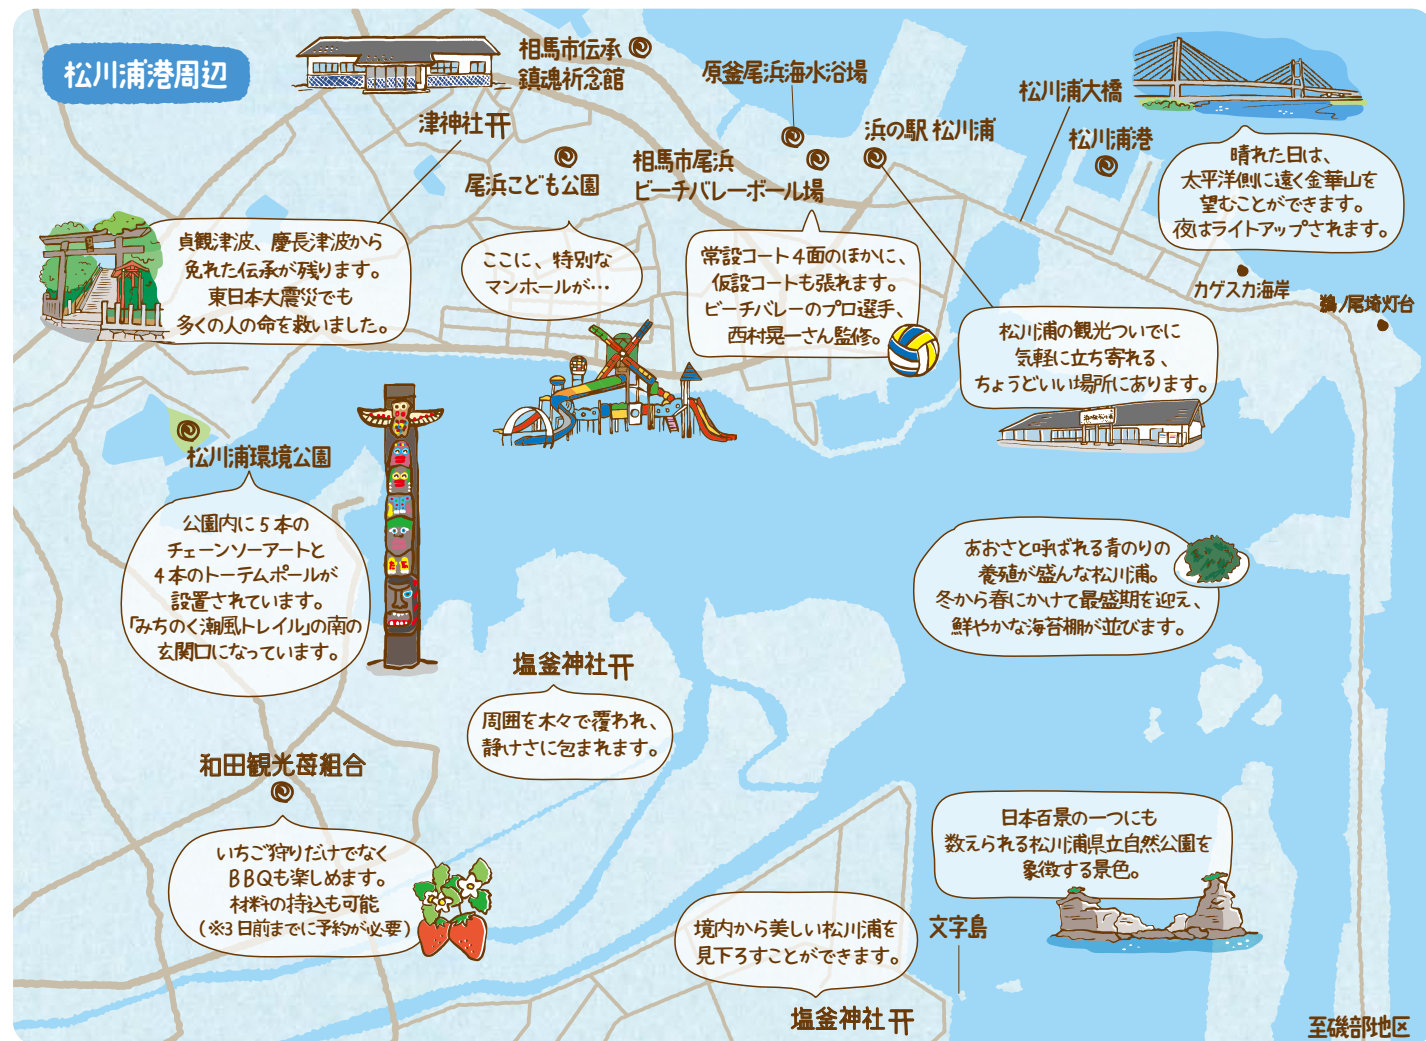 松川浦港周辺
相馬市伝承
鎮魂祈念館
津神社
原釜尾浜海水浴場
松川浦大橋
浜の駅 松川浦
松川浦港
尾浜こども公園
相馬市尾浜
ビーチバレーボール場
晴れた日は、
太平洋側に遠く金華山を
望むことができます。
夜はライトアップされます。
貞観津波、慶長津波から
免れた伝承が残ります。
東日本大震災でも
多くの人の命を救いました。
ここに、特別な
マンホールが…
常設コート4面のほかに、
仮設コートも張れます。
ビーチバレーのプロ選手、
西村晃一さん監修。
カゲスカ海岸
鵜ノ尾埼灯台
松川浦の観光ついでに
気軽に立ち寄れる、
ちょうどいい場所にあります。
松川浦環境公園
公園内に5本の
チェーンソーアートと
4本のトーテムポールが
設置されています。
「みちのく潮風トレイル」の南の
玄関口になっています。
あおさと呼ばれる青のりの
養殖が盛んな松川浦。
冬から春にかけて最盛期を迎え、
鮮やかな海苔棚が並びます。
塩釜神社
周囲を木々で覆われ、
静けさに包まれます。
和田観光苺組合
いちご狩りだけでなく
BBQも楽しめます。
材料の持込も可能
(※3日前までに予約が必要)
日本百景の一つにも
数えられる松川浦県立自然公園を
象徴する景色。
文字島
境内から美しい松川浦を
見下ろすことができます。
塩釜神社
至磯部地区